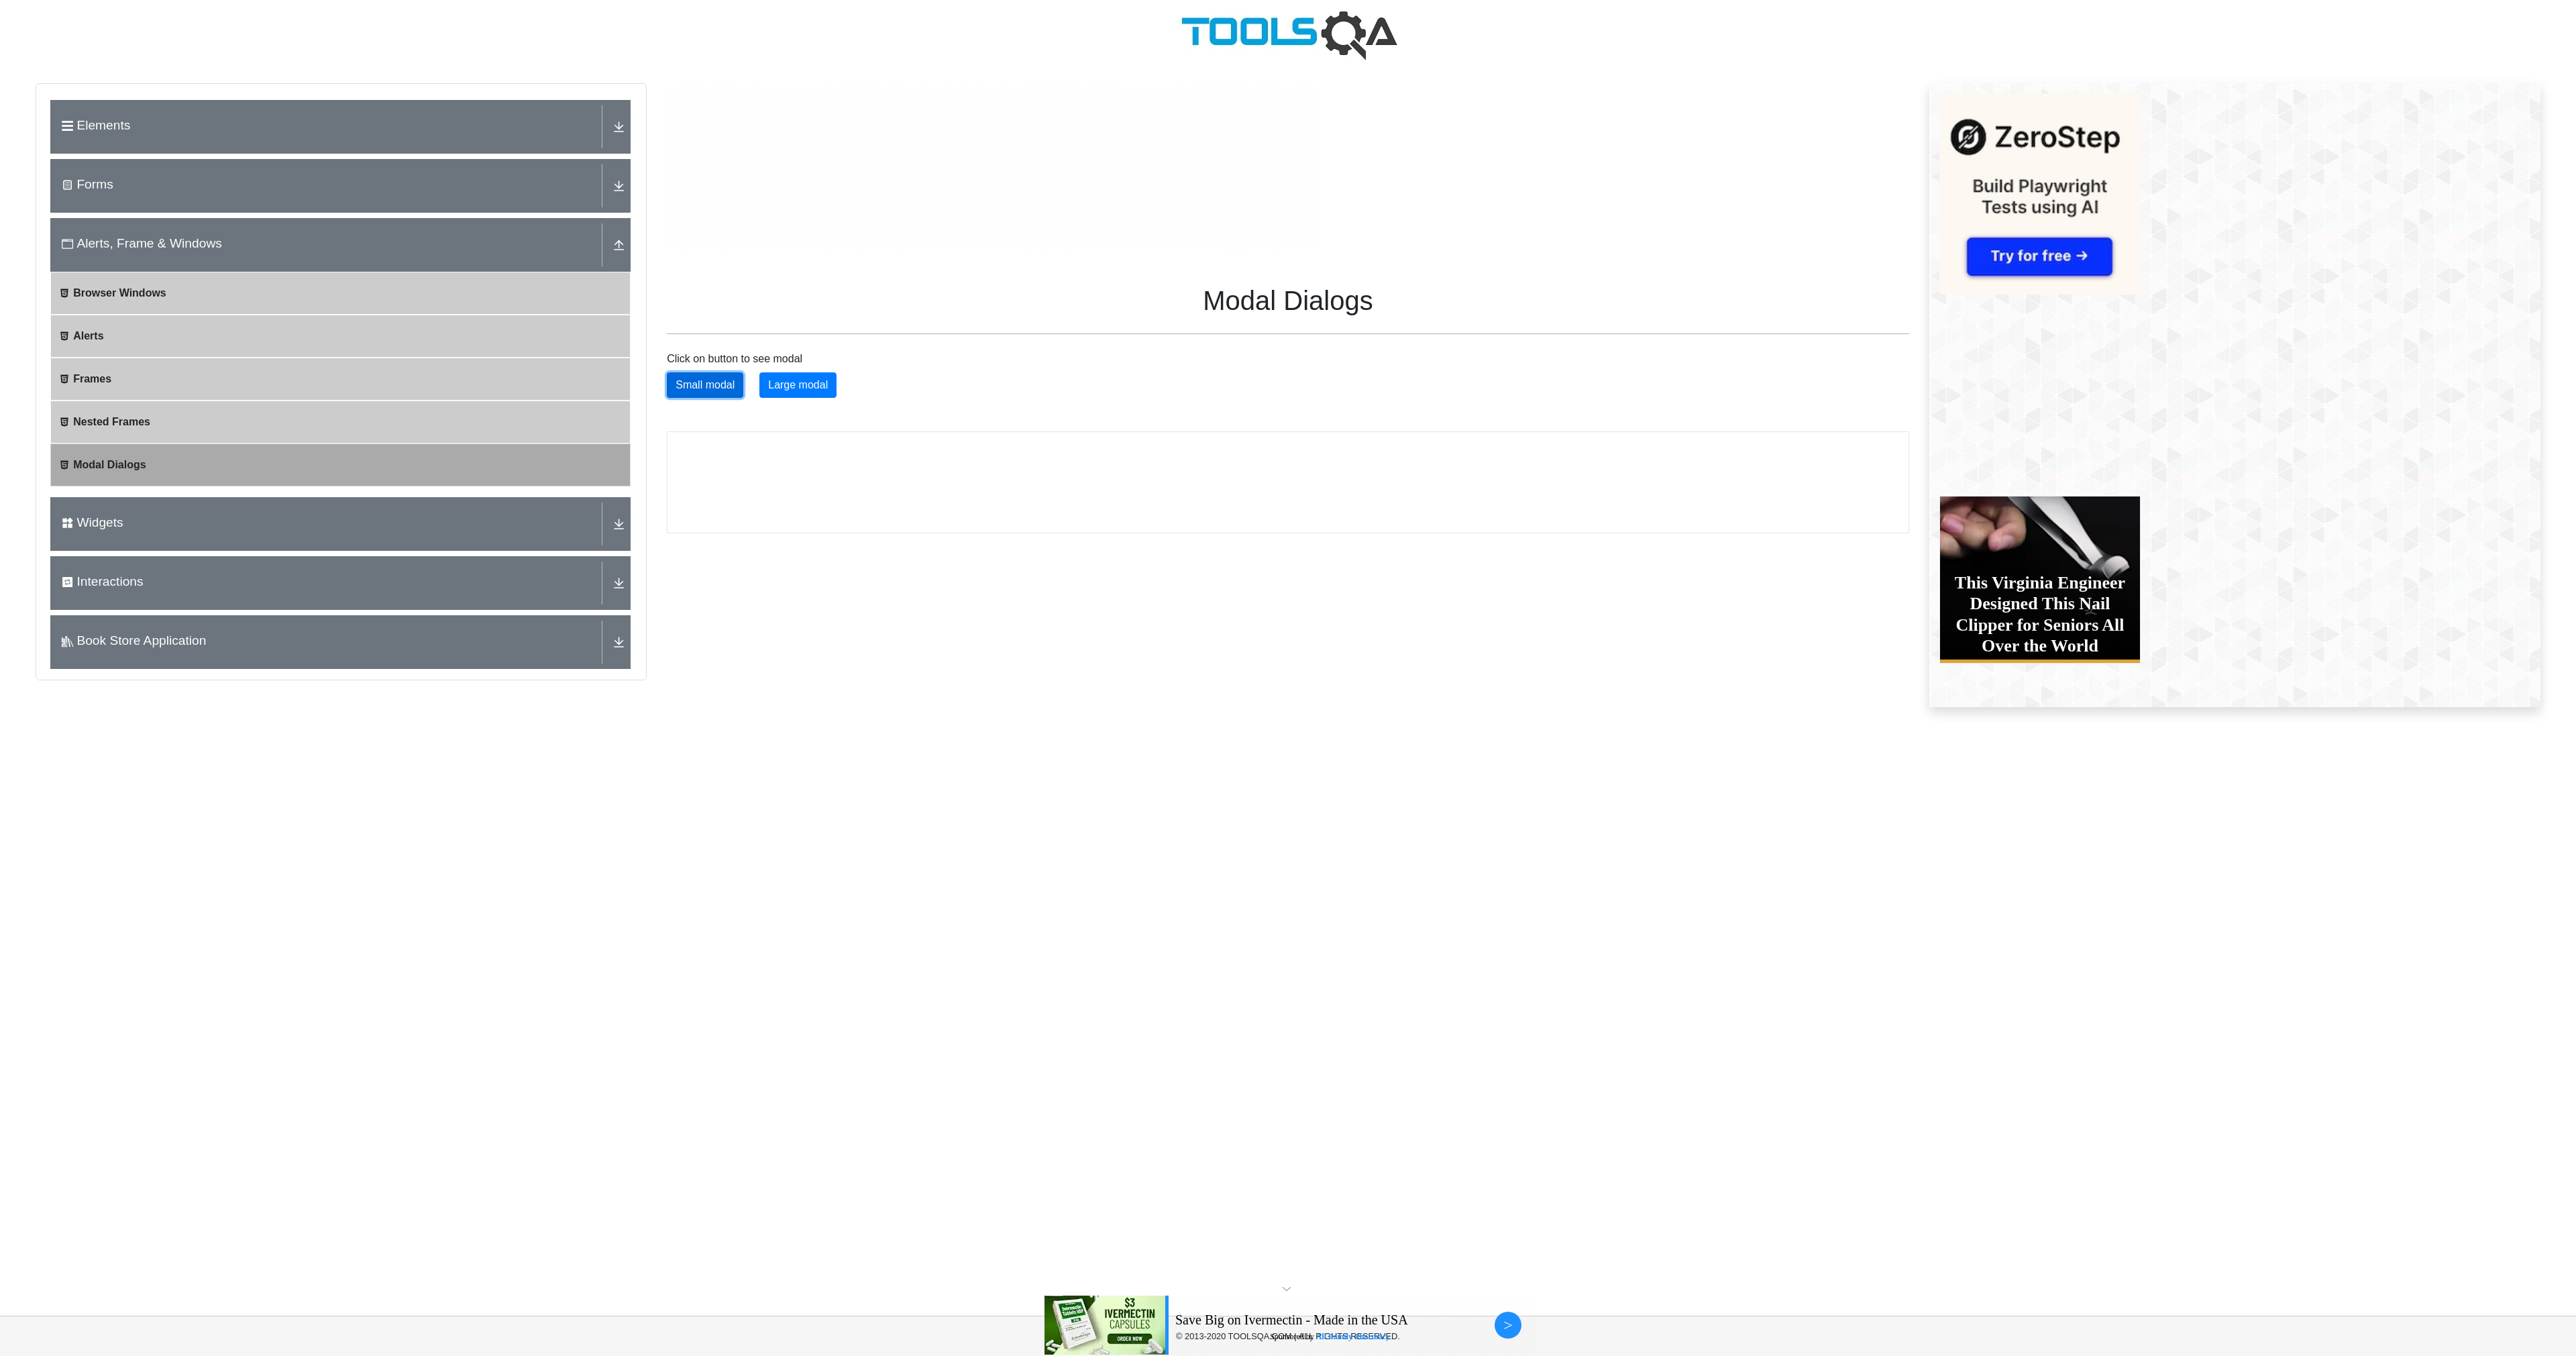 TOOLSQA
Elements
Forms
Alerts, Frame & Windows
Browser Windows
Alerts
Frames
Nested Frames
Modal Dialogs
Widgets
Interactions
Book Store Application
Modal Dialogs
Click on button to see modal
Small modal
Large modal
ZeroStep
Build Playwright
Tests using AI
Try for free →
This Virginia Engineer
Designed This Nail
Clipper for Seniors All
Over the World
$3
IVERMECTIN
CAPSULES
ORDER NOW
Save Big on Ivermectin - Made in the USA
© 2013-2020 TOOLSQA.COM | ALL RIGHTS RESERVED.
>